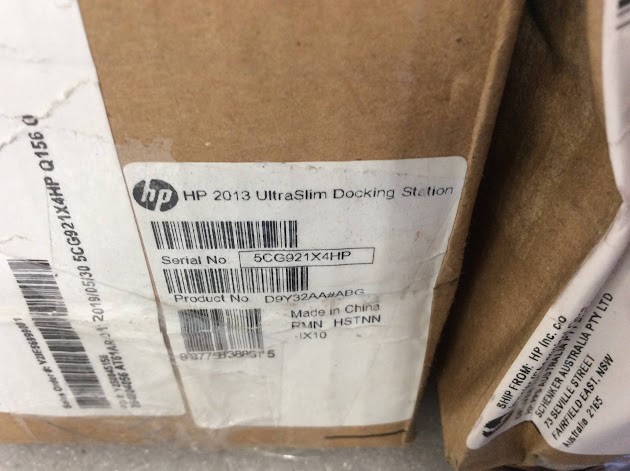 hp HP 2013 UltraSlim Docking Station
Serial No 5CG921X4HP
Product No D9Y32AA#ABG
Made in China
RMN HSTNN
-IX10
2019/05/30 5CG921X4HP Q156 0
SHIP FROM: HP Inc. co
SCHENKER AUSTRALIA PTY LTD
73 SEVILLE STREET
FAIRFIELD EAST, NSW
Australia 2165